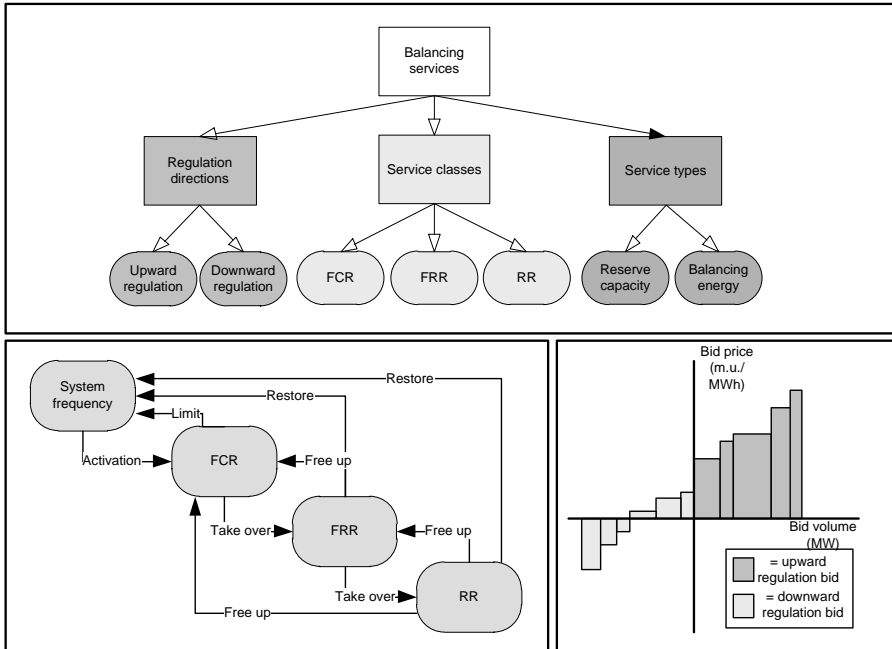 Balancing
services
Regulation
directions
Service classes
Service types
Upward
regulation
Downward
regulation
FCR
FRR
RR
Reserve
capacity
Balancing
energy
System
frequency
Restore
Restore
Limit
Activation
FCR
Free up
Take over
FRR
Free up
Take over
RR
Free up
Bid price
(m.u./
MWh)
Bid volume
(MW)
= upward
regulation bid
= downward
regulation bid